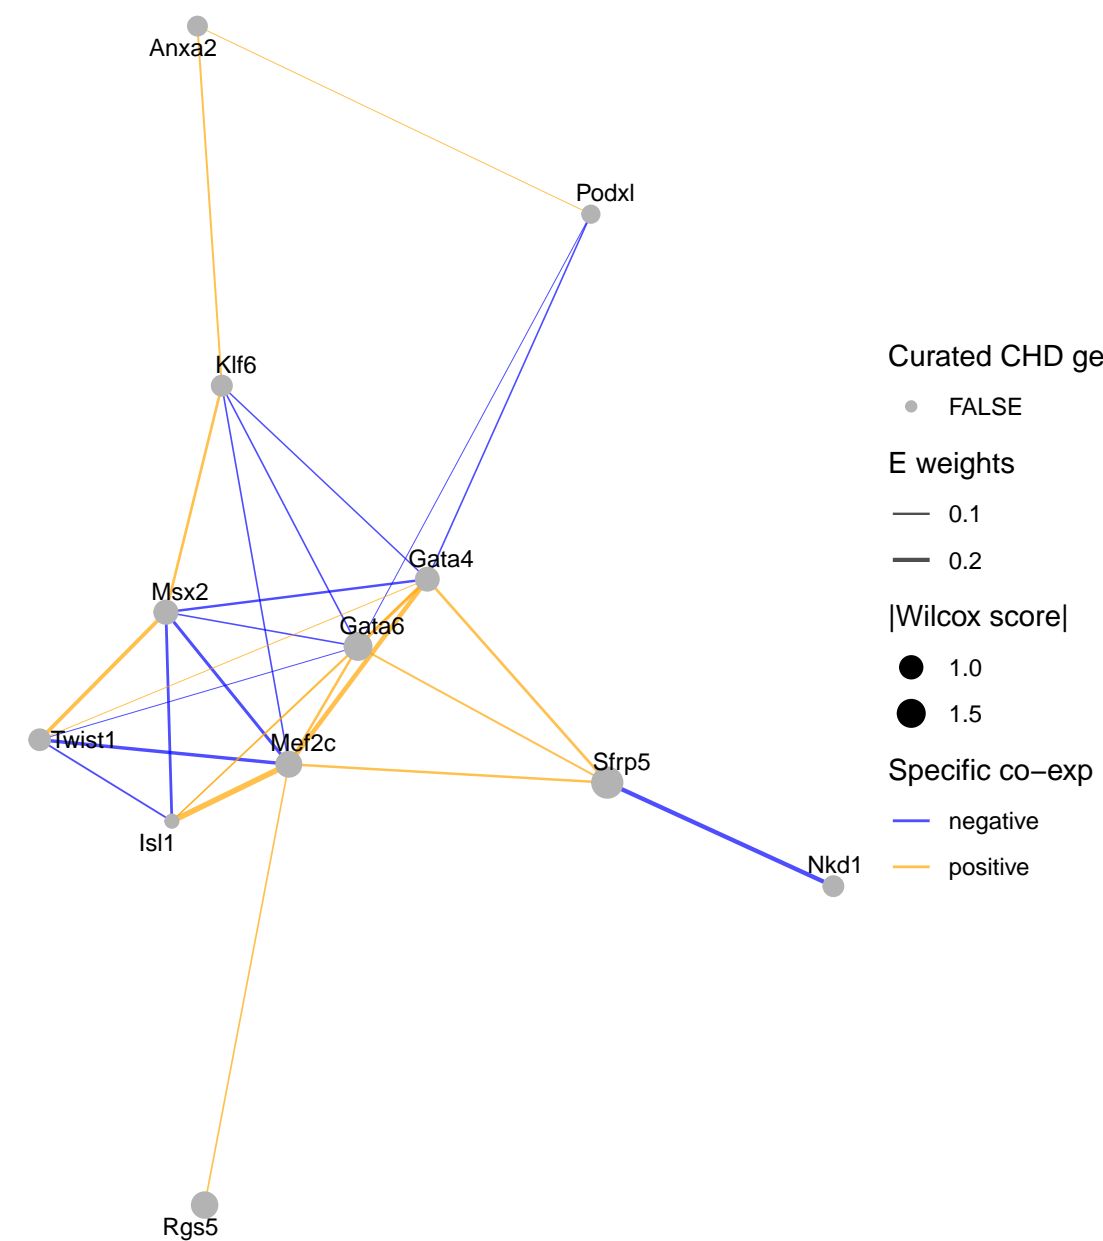 Anxa2
Podxl
Klf6
Gata4
Msx2
Gata6
Twist1
Mef2c
Sfrp5
Isl1
Nkd1
Rgs5
Curated CHD ge
FALSE
E weights
0.1
0.2
|Wilcox score|
1.0
1.5
Specific co−exp
negative
positive